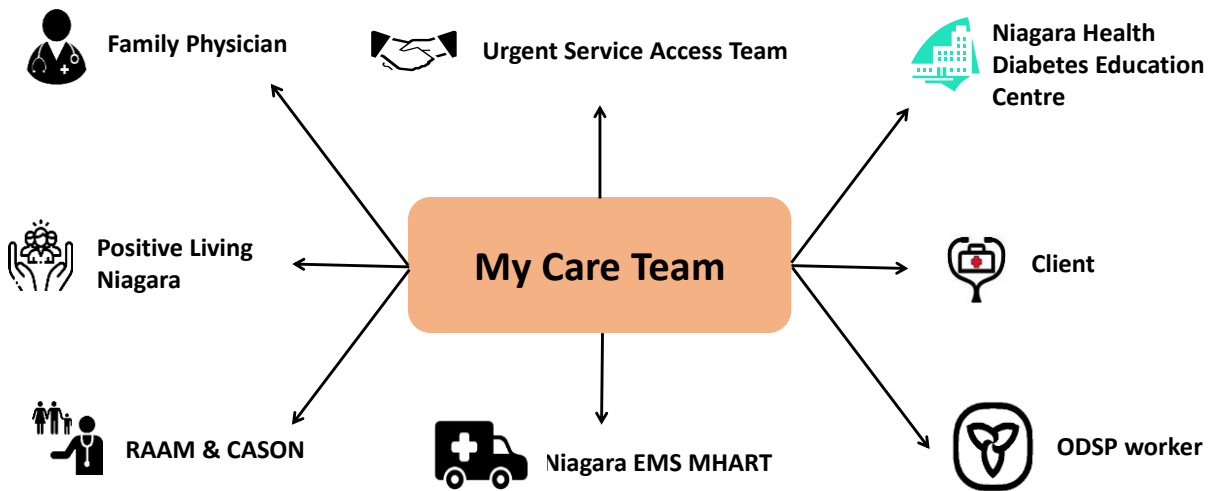 Family Physician
Urgent Service Access Team
Niagara Health
Diabetes Education
Centre
Positive Living
Niagara
My Care Team
Client
RAAM & CASON
Niagara EMS MHART
ODSP worker